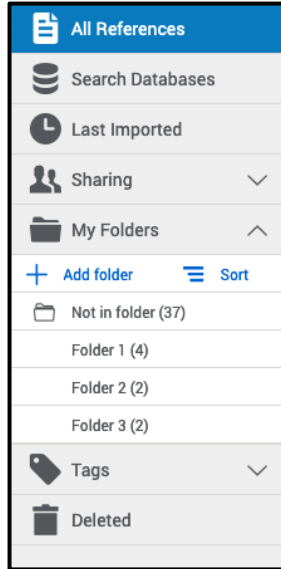 All References
Search Databases
Last Imported
Sharing
My Folders
Add folder Sort
Not in folder (37)
Folder 1 (4)
Folder 2 (2)
Folder 3 (2)
Tags
Deleted